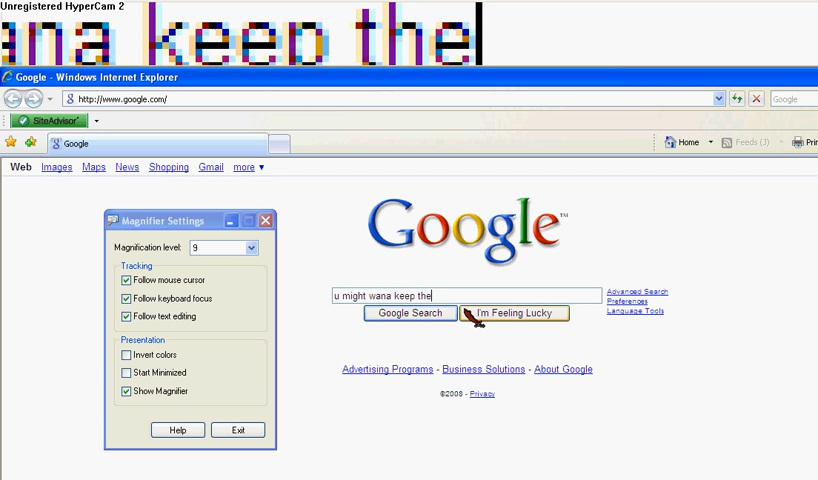 Unregistered HyperCam 2
ana keep the
Google - Windows Internet Explorer
http://www.google.com/
Google
SiteAdvisor
Google
Home
Feeds (J)
Prin
Web Images Maps News Shopping Gmail more ▼
Magnifier Settings
Magnification level: 9
Tracking
Follow mouse cursor
Follow keyboard focus
Follow text editing
Presentation
Invert colors
Start Minimized
Show Magnifier
Help
Exit
Google™
u might wana keep the
Advanced Search
Preferences
Language Tools
Google Search
I'm Feeling Lucky
Advertising Programs - Business Solutions - About Google
©2008 - Privacy